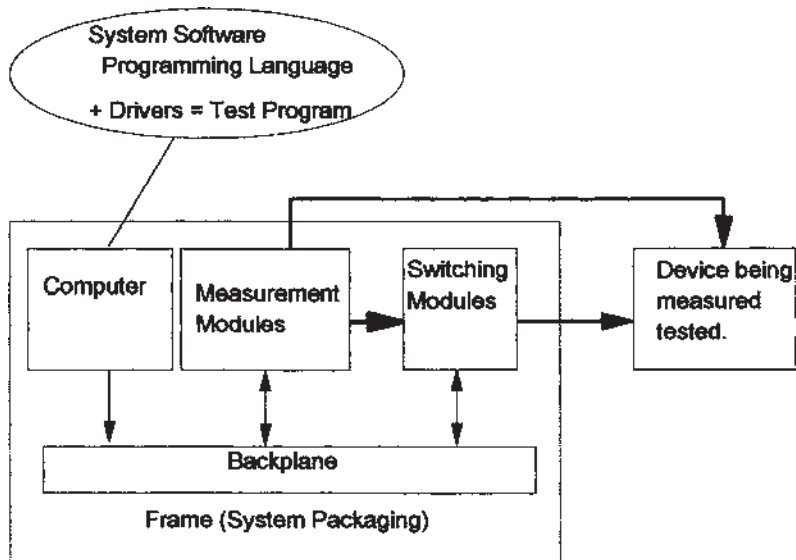 System Software
Programming Language
+ Drivers = Test Program
Computer
Measurement
Modules
Switching
Modules
Device being
measured
tested.
Backplane
Frame (System Packaging)